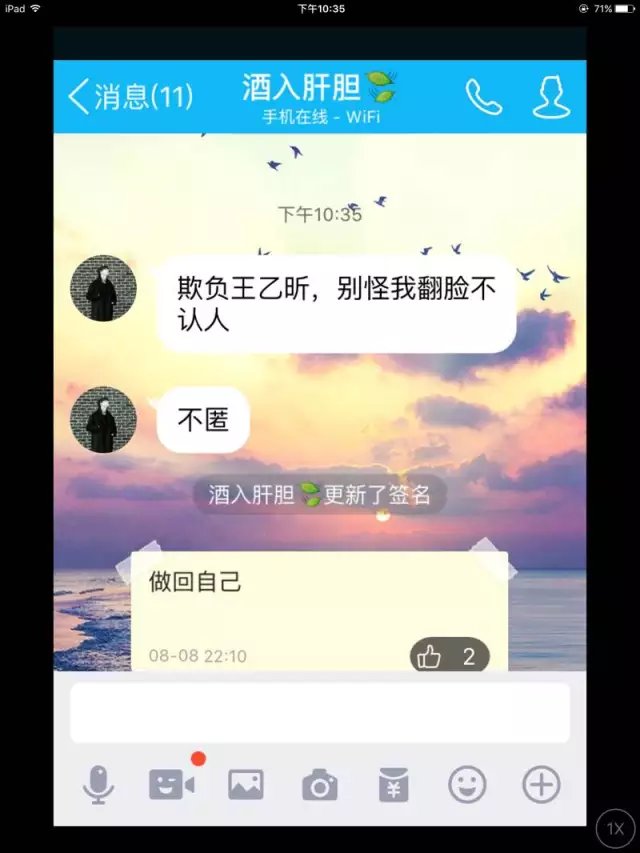 iPad 下午10:35 71%
消息(11) 酒入肝胆
手机在线 - WiFi
下午10:35
欺负王乙昕，别怪我翻脸不
认人
不匿
酒入肝胆更新了签名
做回自己
08-08 22:10 2
¥
1X